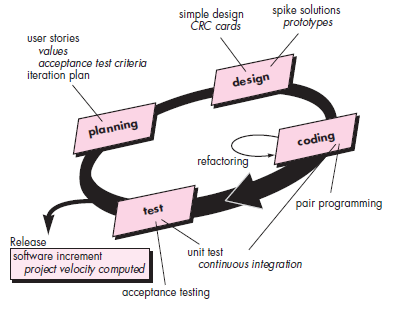 simple design
CRC cards
spike solutions
prototypes
user stories
values
acceptance test criteria
iteration plan
design
planning
coding
refactoring
pair programming
test
Release
software increment
project velocity computed
unit test
continuous integration
acceptance testing